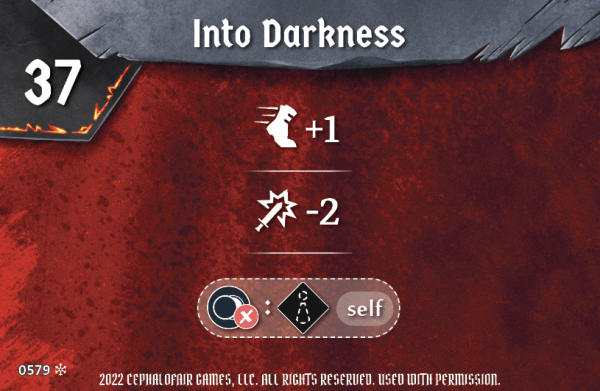 Into Darkness
37
+1
-2
: self
0579
2022 CEPHALOFAIR GAMES, LLC. ALL RIGHTS RESERVED. USED WITH PERMISSION.